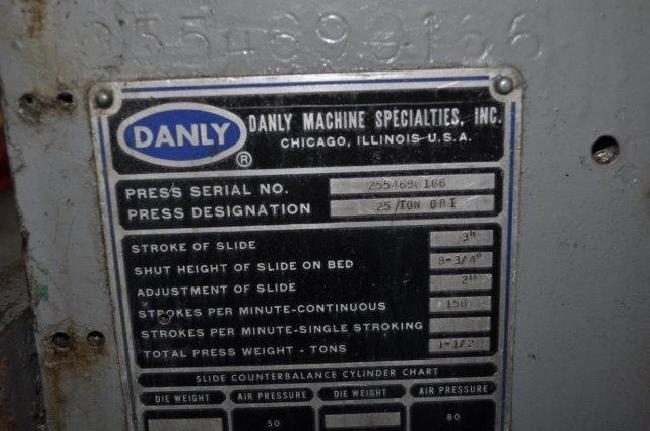 DANLY
®
DANLY MACHINE SPECIALTIES, INC.
CHICAGO, ILLINOIS U.S.A.
PRESS SERIAL NO.
PRESS DESIGNATION 25 TON OBI
STROKE OF SLIDE 3"
SHUT HEIGHT OF SLIDE ON BED 8-3/4"
ADJUSTMENT OF SLIDE 2"
STROKES PER MINUTE-CONTINUOUS 150
STROKES PER MINUTE-SINGLE STROKING
TOTAL PRESS WEIGHT - TONS 1-1/2
SLIDE COUNTERBALANCE CYLINDER CHART
DIE WEIGHT AIR PRESSURE DIE WEIGHT AIR PRESSURE
50 80